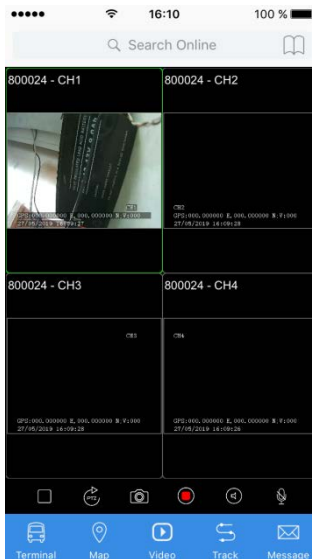 16:10
100 %
Search Online
800024 - CH1
800024 - CH2
CH1
GPS:000.000000 E,000.000000 N;V:000
27/05/2019 16:09:27
CH2
GPS:000.000000 E,000.000000 N;V:000
27/05/2019 16:09:28
800024 - CH3
800024 - CH4
CH3
GPS:000.000000 E,000.000000 N;V:000
27/05/2019 16:09:28
CH4
GPS:000.000000 E,000.000000 N;V:000
27/05/2019 16:09:26
PTZ
Terminal
Map
Video
Track
Message